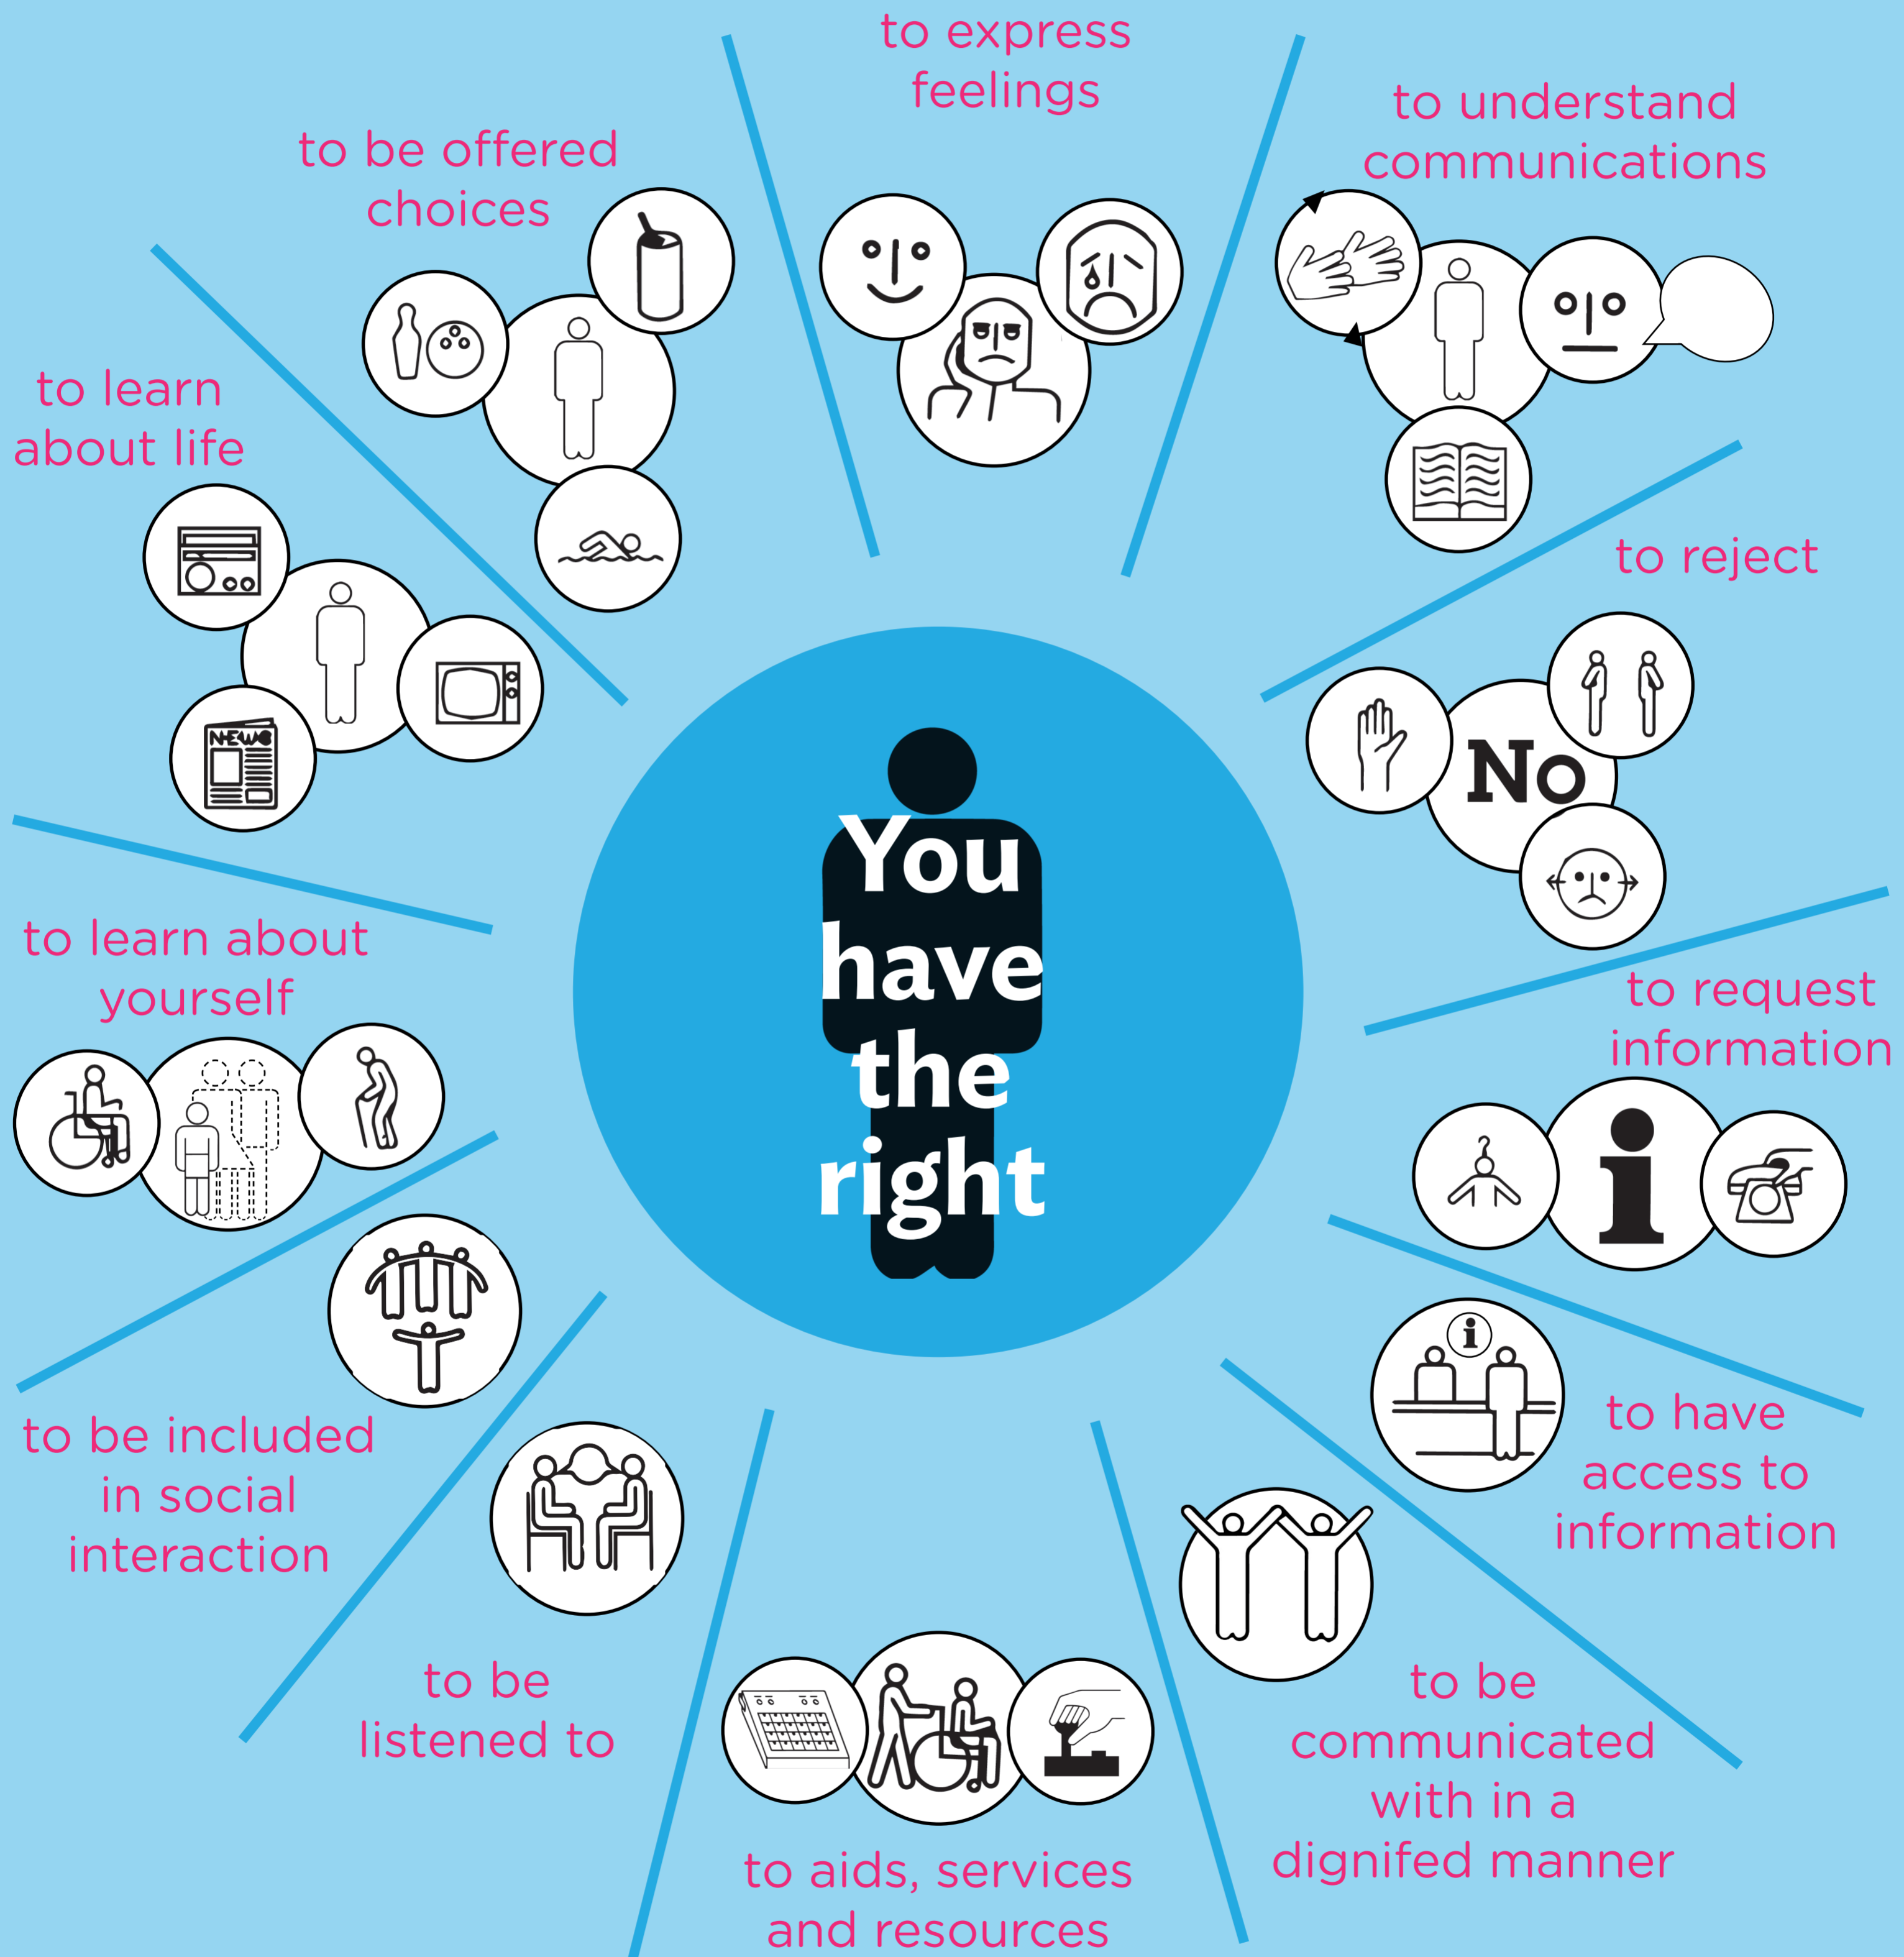 You
have
the
right
to express
feelings
to understand
communications
to reject
No
to request
information
i
i
to have
access to
information
to be
communicated
with in a
dignifed manner
to aids, services
and resources
to be
listened to
to be included
in social
interaction
to learn about
yourself
to learn
about life
NEWS
to be offered
choices